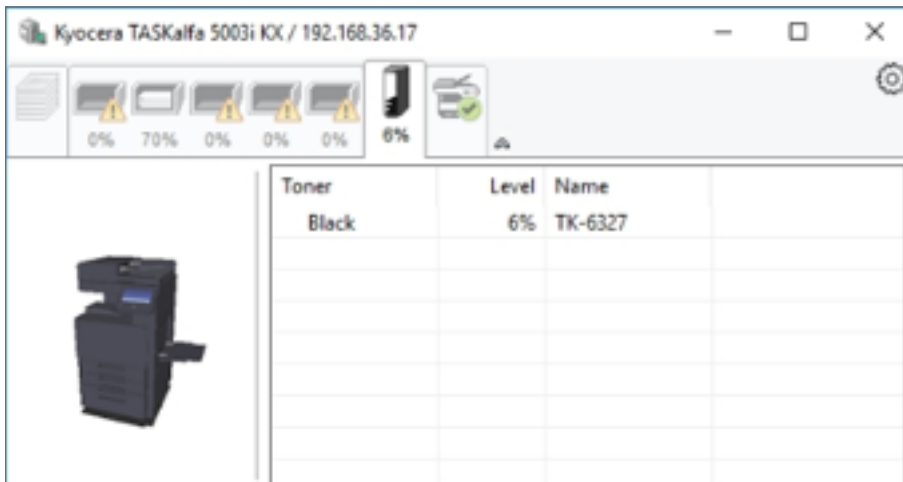 Kyocera TASKalfa 5003i KX / 192.168.36.17
0% 70% 0% 0% 0% 6%
Toner Level Name
Black 6% TK-6327